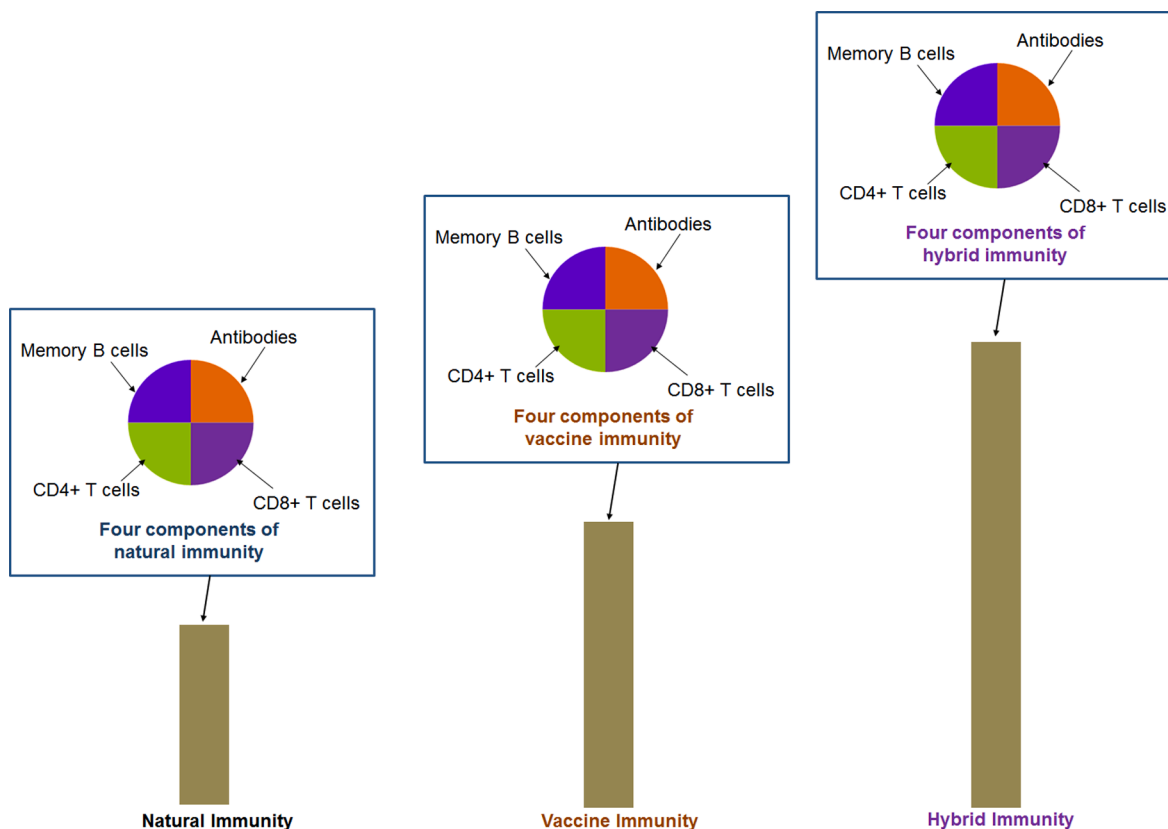 Memory B cells
Antibodies
CD4+ T cells
CD8+ T cells
Four components of
natural immunity
Natural Immunity
Memory B cells
Antibodies
CD4+ T cells
CD8+ T cells
Four components of
vaccine immunity
Vaccine Immunity
Memory B cells
Antibodies
CD4+ T cells
CD8+ T cells
Four components of
hybrid immunity
Hybrid Immunity